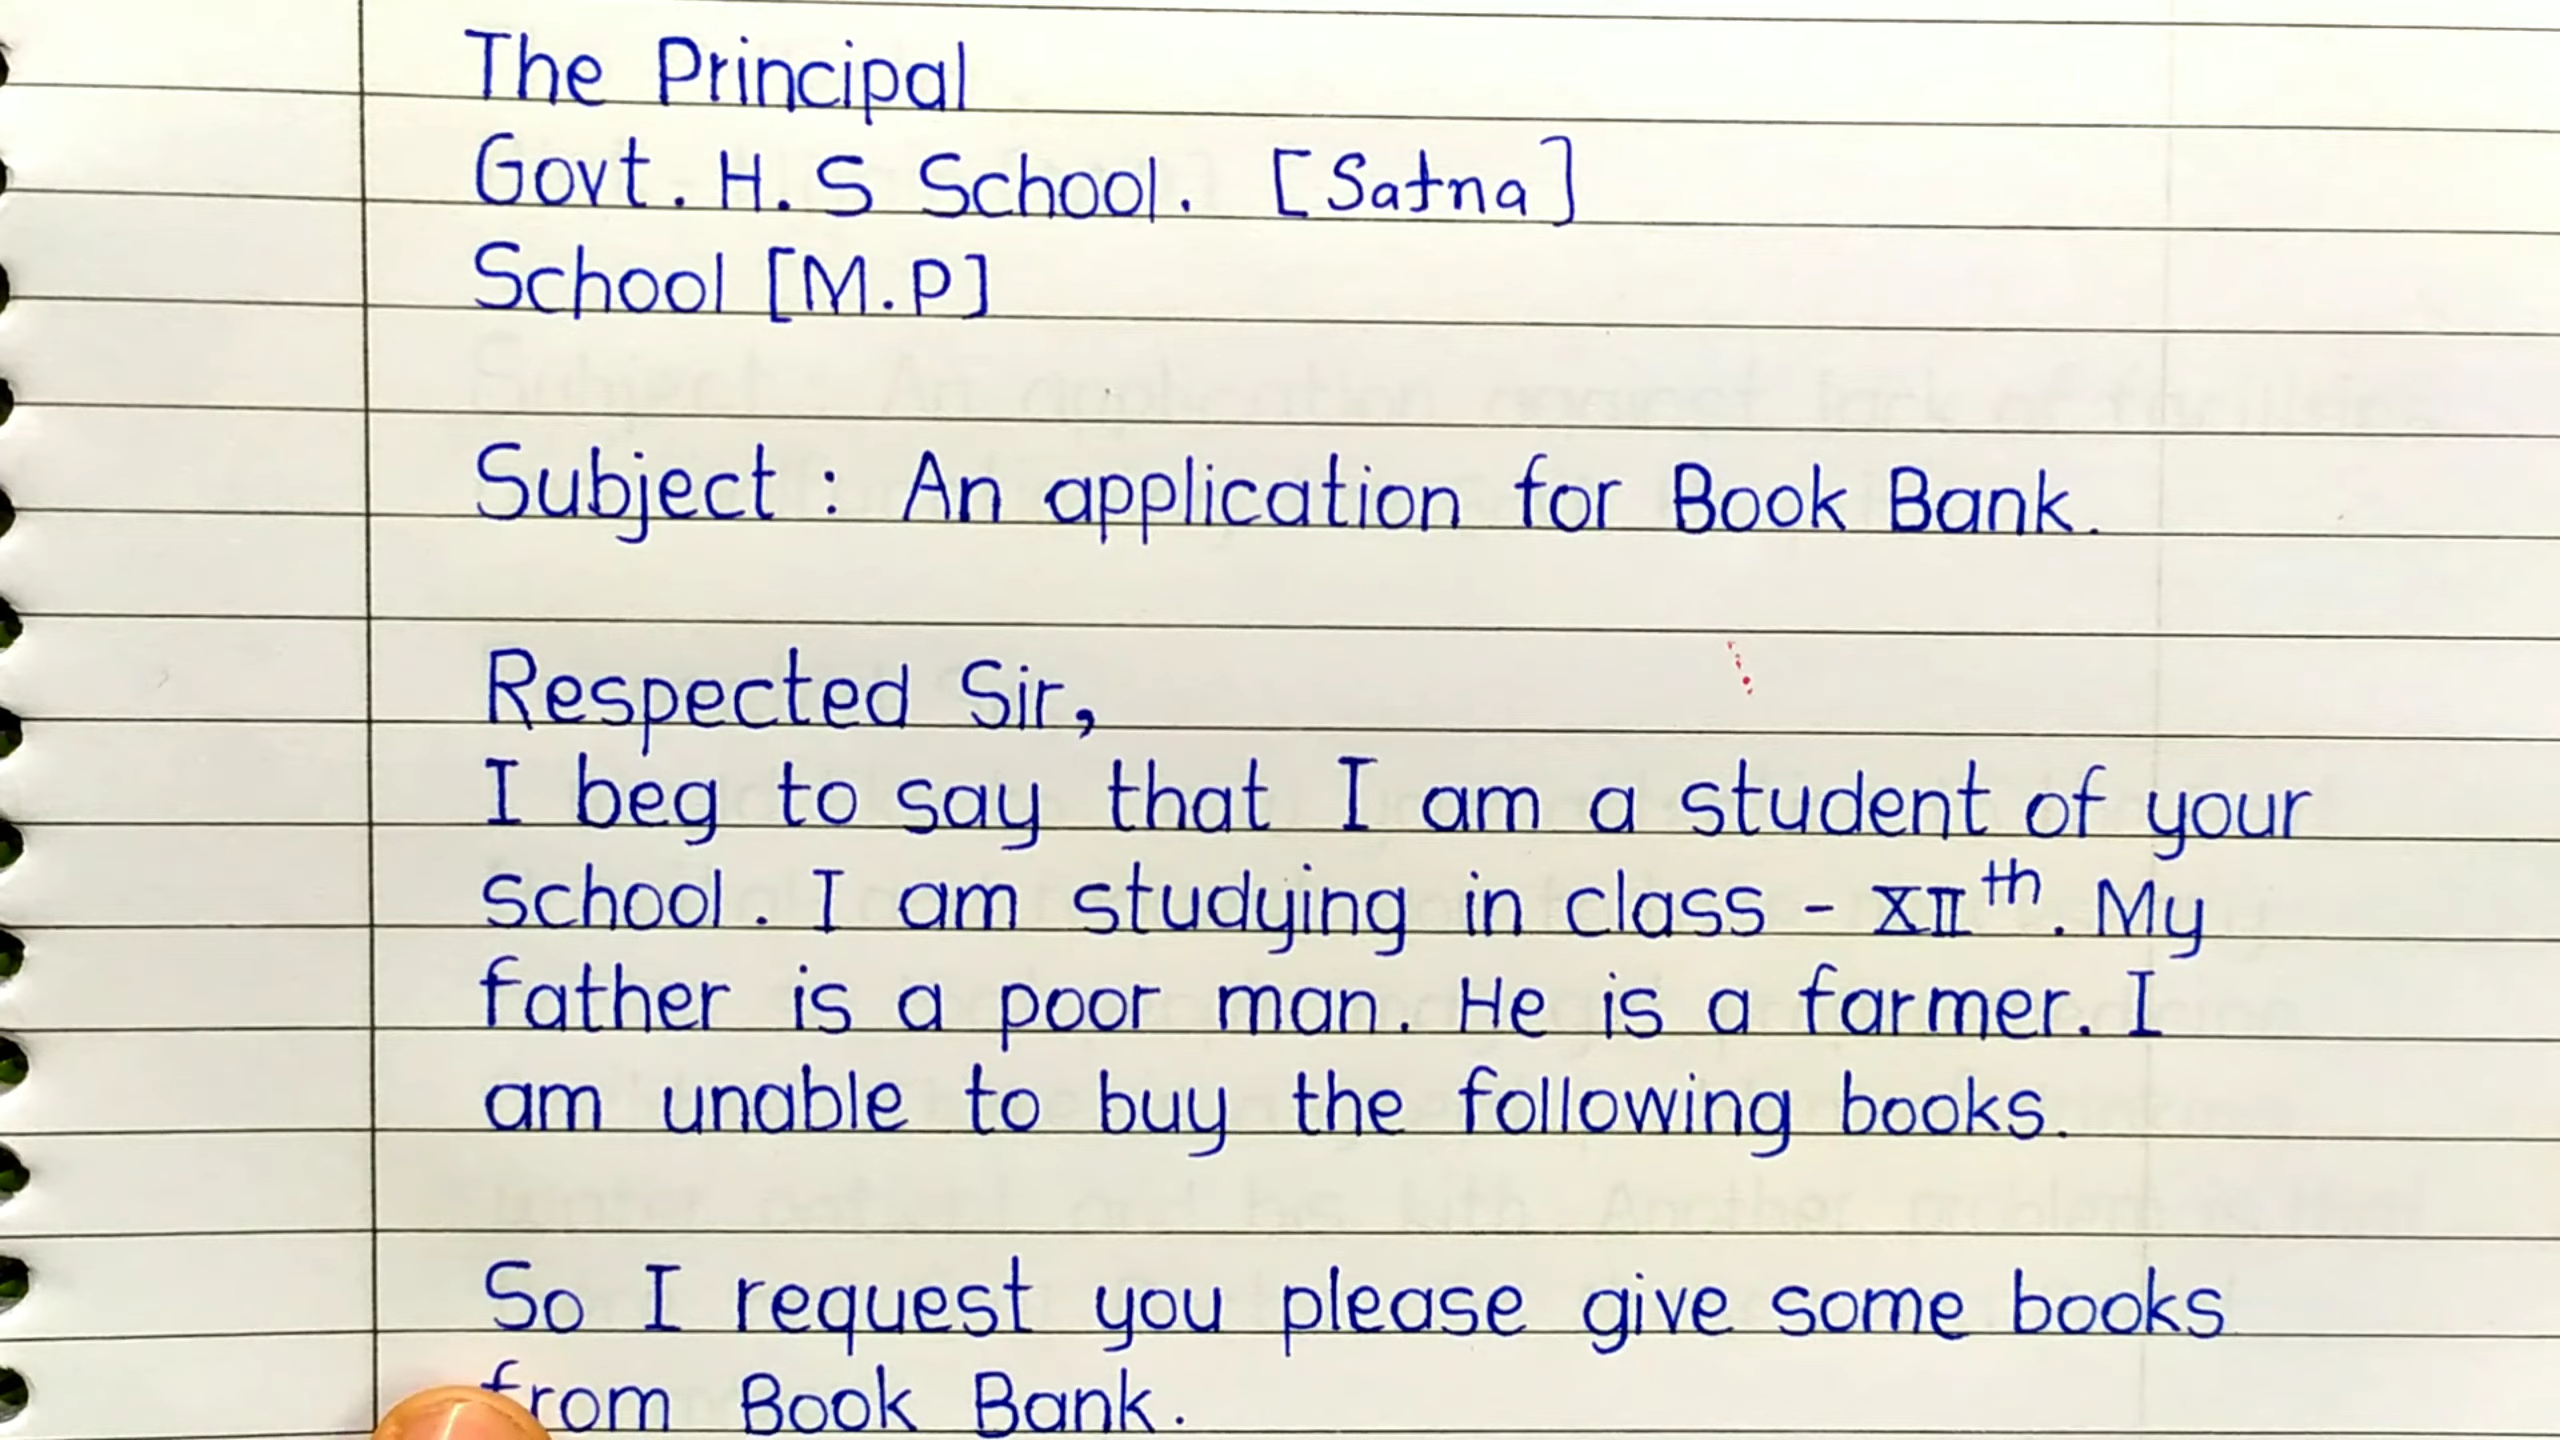 The Principal
Govt. H. S School. [Satna]
School [M.P]
Subject : An application for Book Bank.
Respected Sir,
I beg to say that I am a student of your
school. I am studying in class - XIIth. My
father is a poor man. He is a farmer. I
am unable to buy the following books.
So I request you please give some books
from Book Bank.